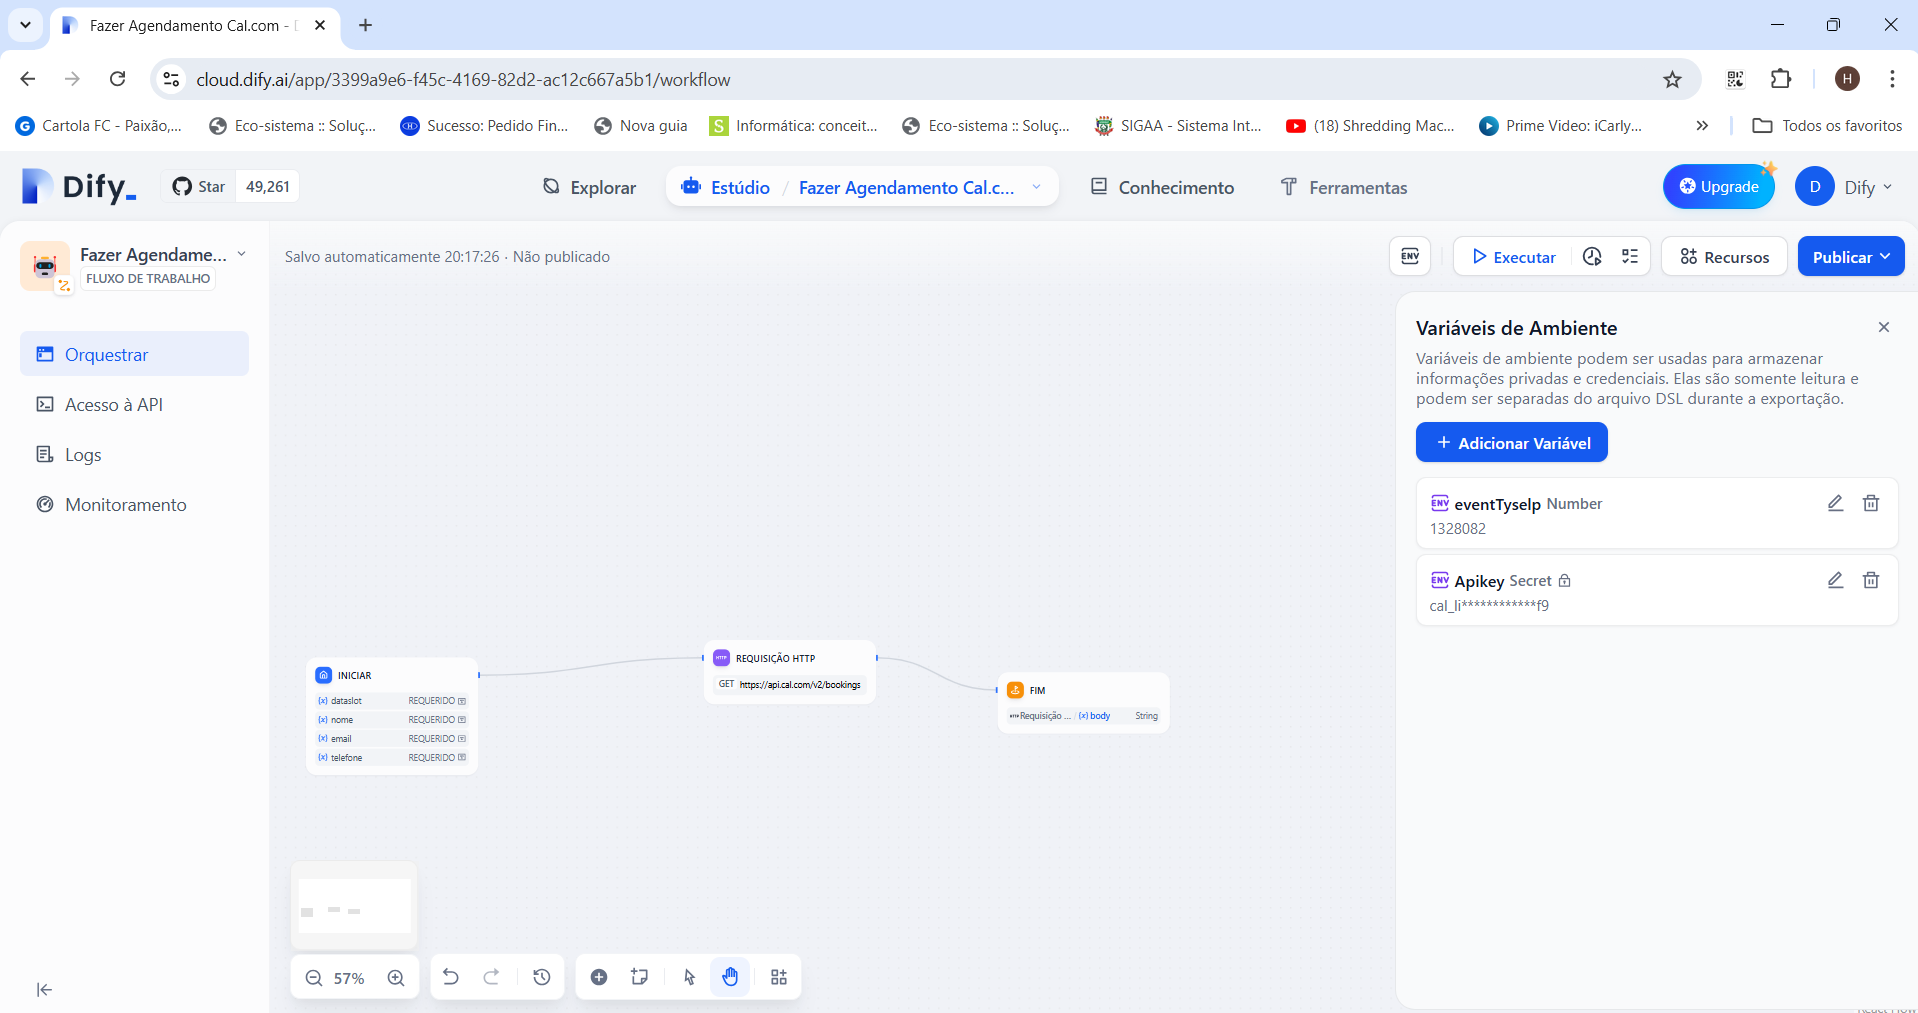 Fazer Agendamento Cal.com -
cloud.dify.ai/app/3399a9e6-f45c-4169-82d2-ac12c667a5b1/workflow
H
Cartola FC - Paixão,...
Eco-sistema :: Soluç...
Sucesso: Pedido Fin...
Nova guia
Informática: conceit...
Eco-sistema :: Soluç...
SIGAA - Sistema Int...
(18) Shredding Mac...
Prime Video: iCarly...
Todos os favoritos
Dify_
Star
49,261
Explorar
Estúdio / Fazer Agendamento Cal.c...
Conhecimento
Ferramentas
Upgrade
D
Dify
Fazer Agendame...
FLUXO DE TRABALHO
Orquestrar
Acesso à API
Logs
Monitoramento
Salvo automaticamente 20:17:26 · Não publicado
ENV
Executar
Recursos
Publicar
Variáveis de Ambiente
Variáveis de ambiente podem ser usadas para armazenar
informações privadas e credenciais. Elas são somente leitura e
podem ser separadas do arquivo DSL durante a exportação.
+ Adicionar Variável
ENV eventTyselp Number
1328082
ENV Apikey Secret
cal_li************f9
INICIAR
(x) dataslot REQUERIDO
(x) nome REQUERIDO
(x) email REQUERIDO
(x) telefone REQUERIDO
HTTP REQUISIÇÃO HTTP
GET https://api.cal.com/v2/bookings
FIM
HTTP Requisição ... / (x) body String
57%
React Flow